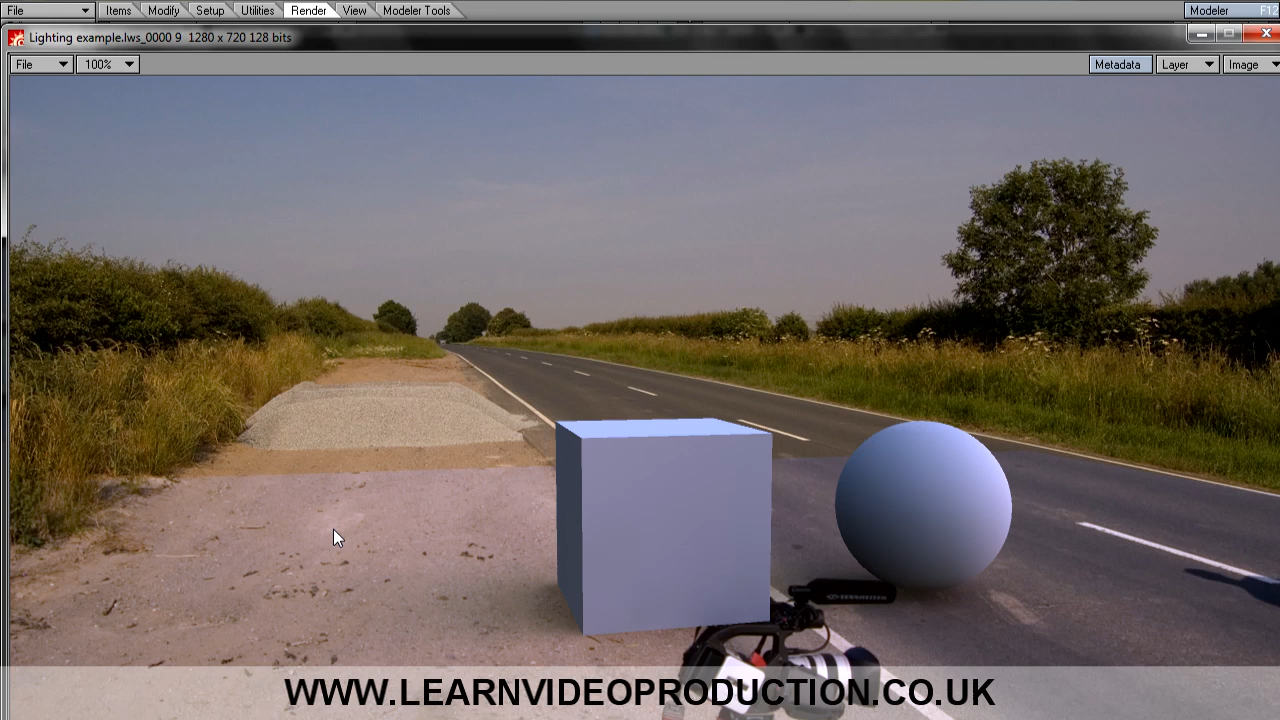 File Items Modify Setup Utilities Render View Modeler Tools Modeler F12
Lighting example.lws_0000 9 1280 x 720 128 bits
File 100% Metadata Layer Image
SENNHEISER
WWW.LEARNVIDEOPRODUCTION.CO.UK